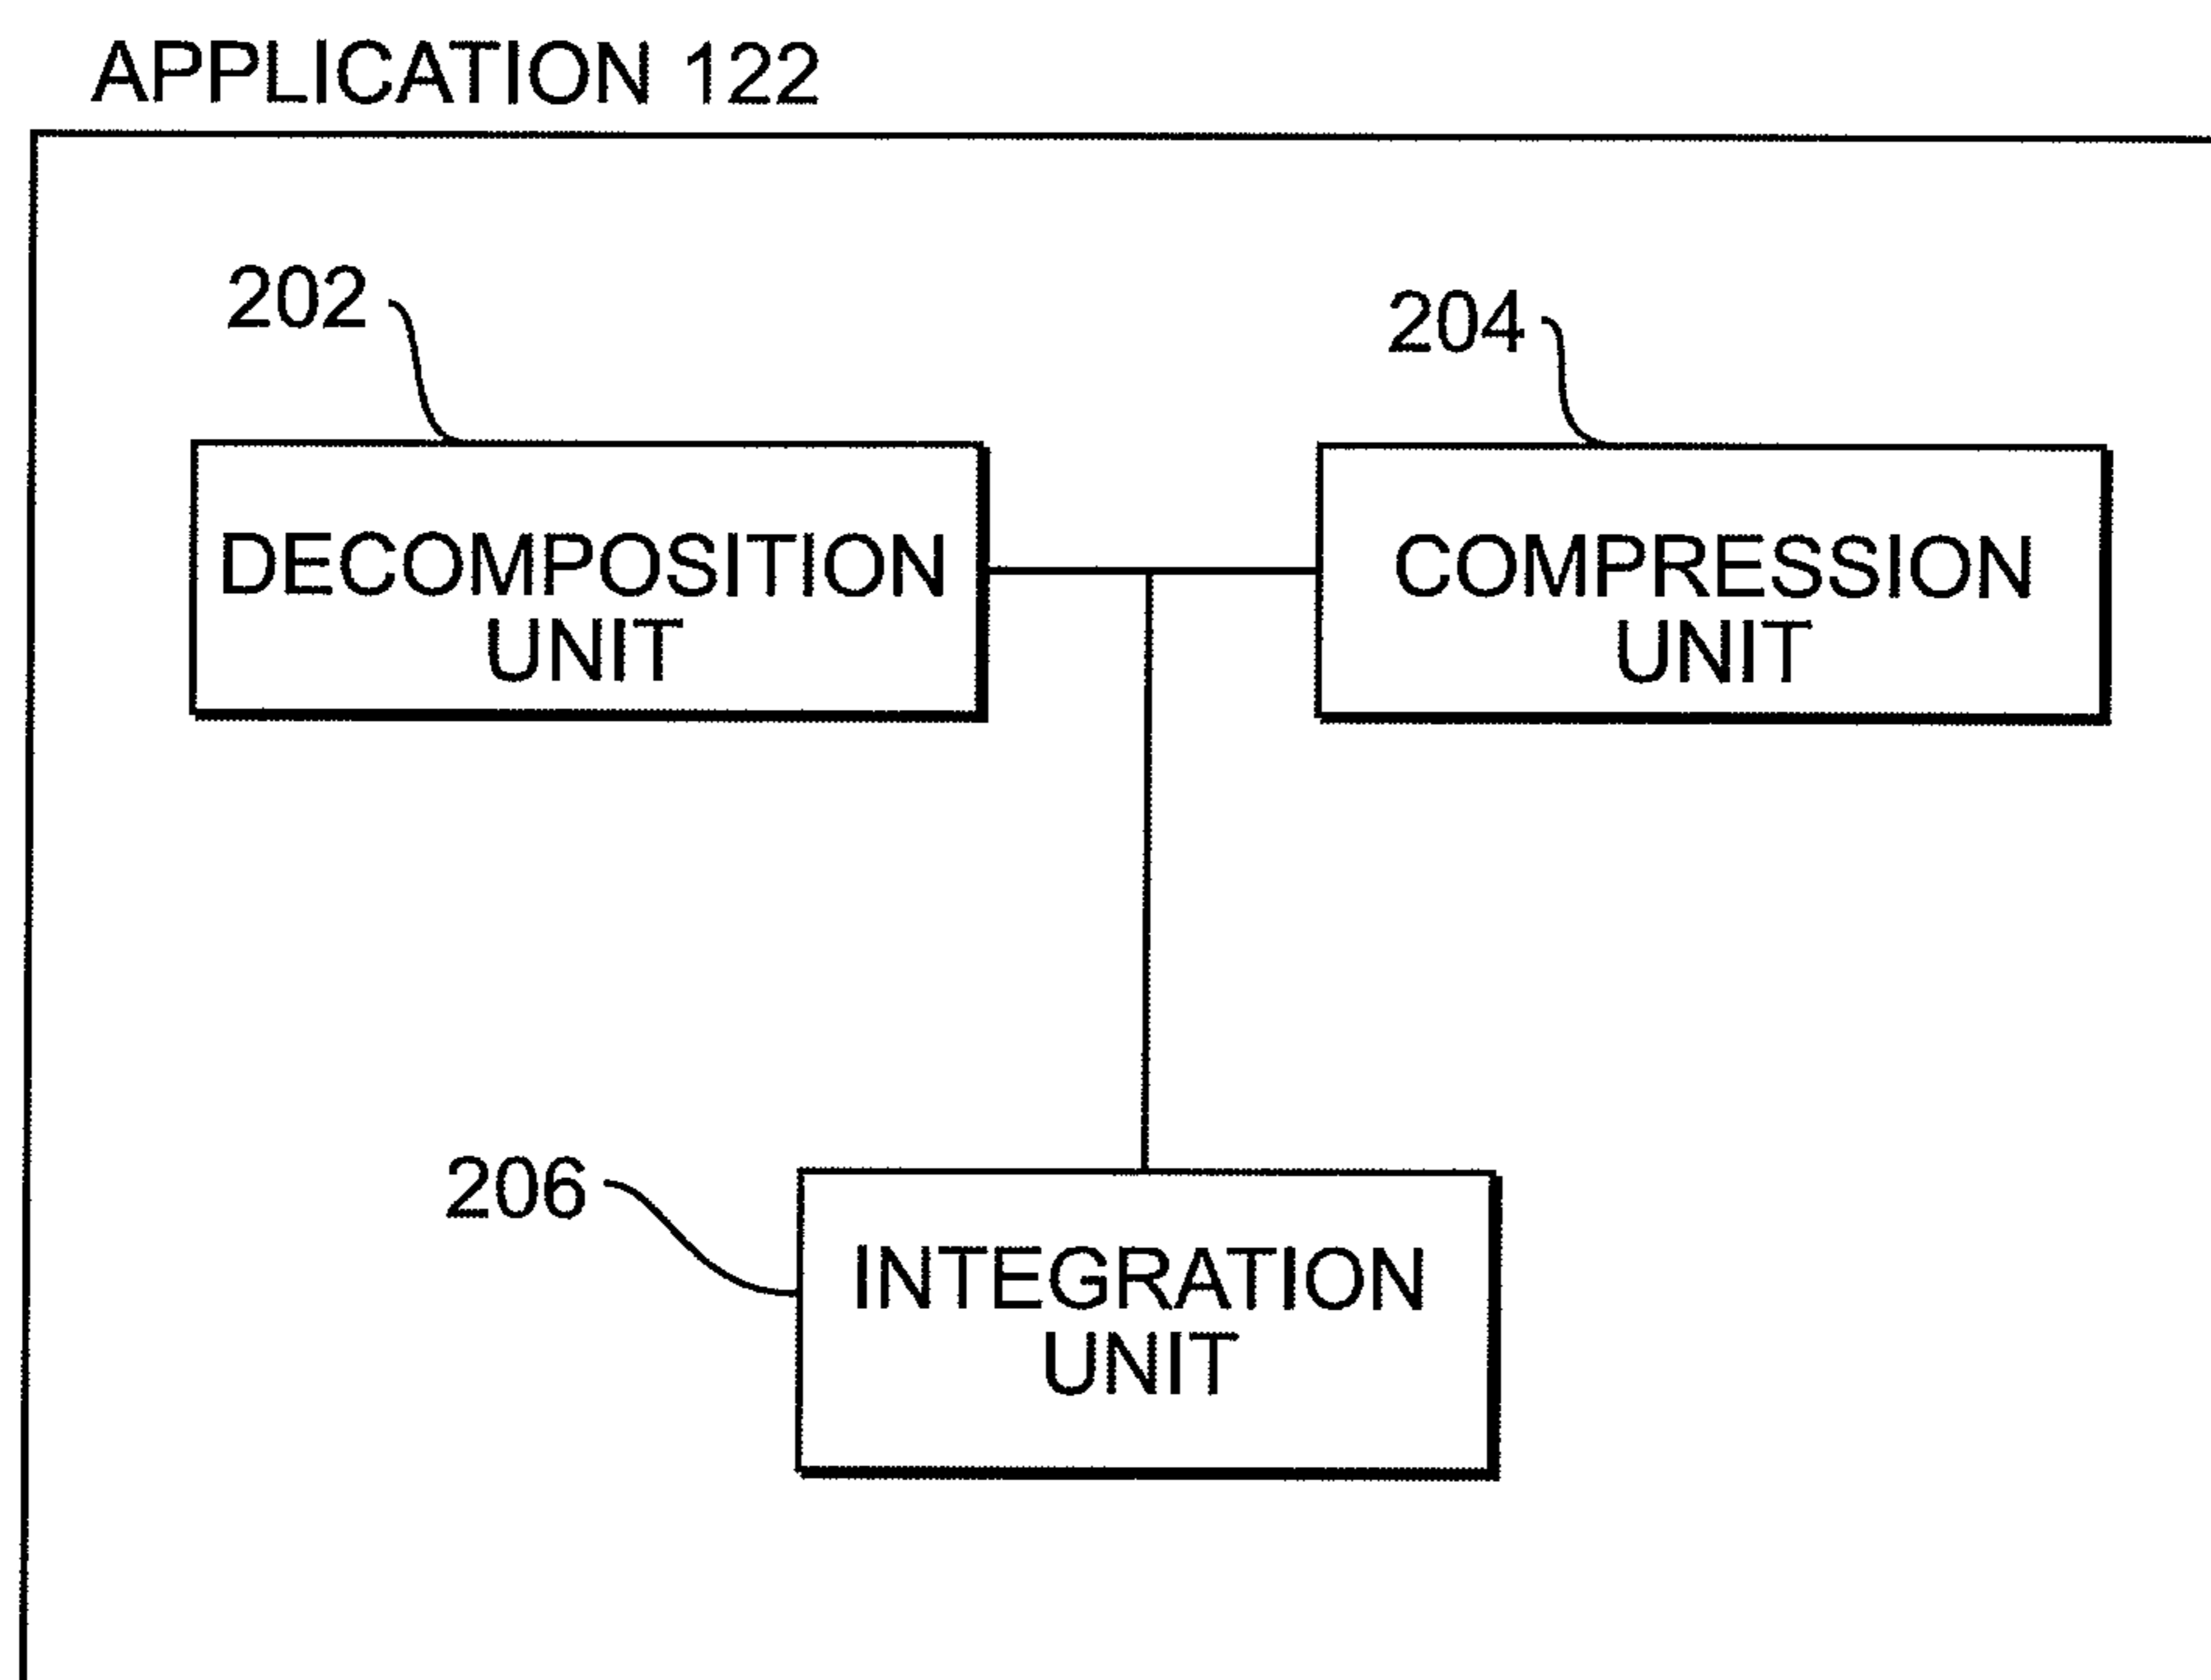 APPLICATION 122
202
204
DECOMPOSITION
UNIT
COMPRESSION
UNIT
206
INTEGRATION
UNIT